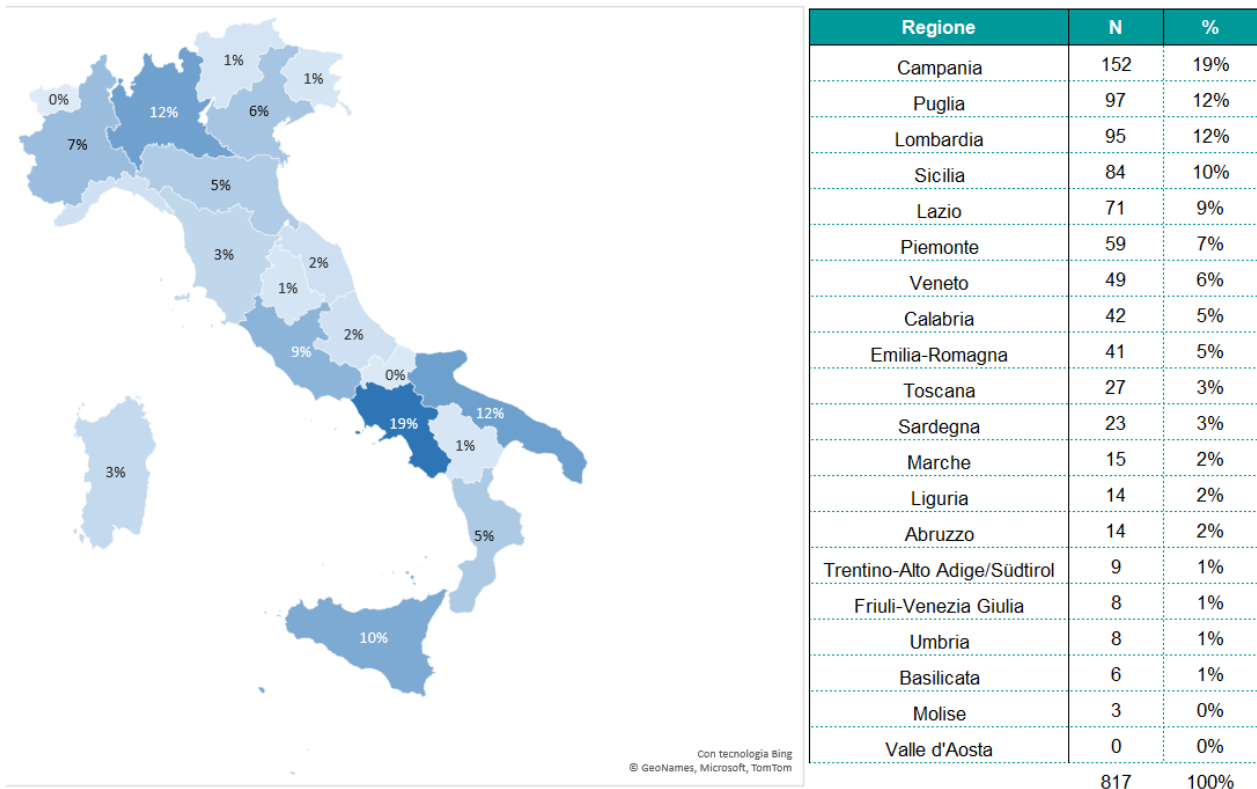 1%
1%
0%
12%
6%
7%
5%
3%
2%
1%
2%
9%
0%
19%
12%
1%
3%
5%
10%
Con tecnologia Bing
© GeoNames, Microsoft, TomTom
Regione N %
Campania 152 19%
Puglia 97 12%
Lombardia 95 12%
Sicilia 84 10%
Lazio 71 9%
Piemonte 59 7%
Veneto 49 6%
Calabria 42 5%
Emilia-Romagna 41 5%
Toscana 27 3%
Sardegna 23 3%
Marche 15 2%
Liguria 14 2%
Abruzzo 14 2%
Trentino-Alto Adige/Südtirol 9 1%
Friuli-Venezia Giulia 8 1%
Umbria 8 1%
Basilicata 6 1%
Molise 3 0%
Valle d'Aosta 0 0%
817 100%